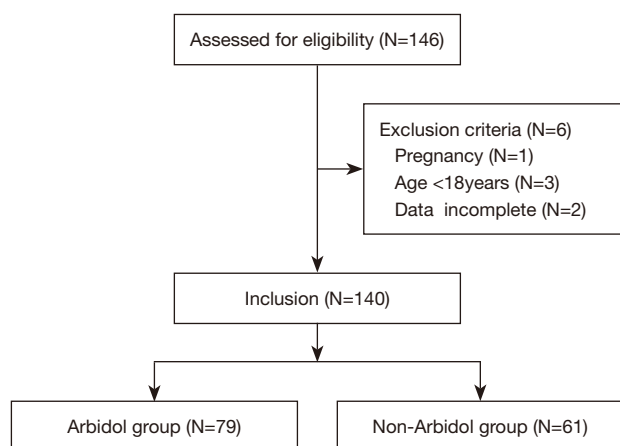 Assessed for eligibility (N=146)
Exclusion criteria (N=6)
Pregnancy (N=1)
Age <18years (N=3)
Data incomplete (N=2)
Inclusion (N=140)
Arbidol group (N=79)
Non-Arbidol group (N=61)